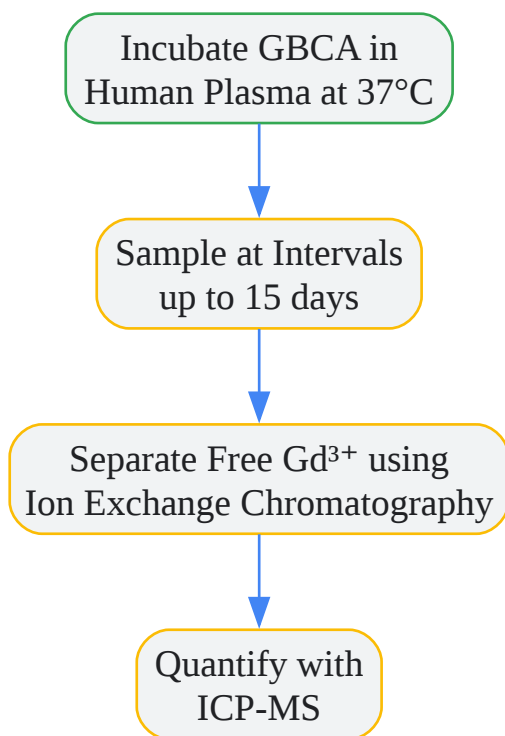 Incubate GBCA in
Human Plasma at 37°C
Sample at Intervals
up to 15 days
Separate Free Gd³⁺ using
Ion Exchange Chromatography
Quantify with
ICP-MS